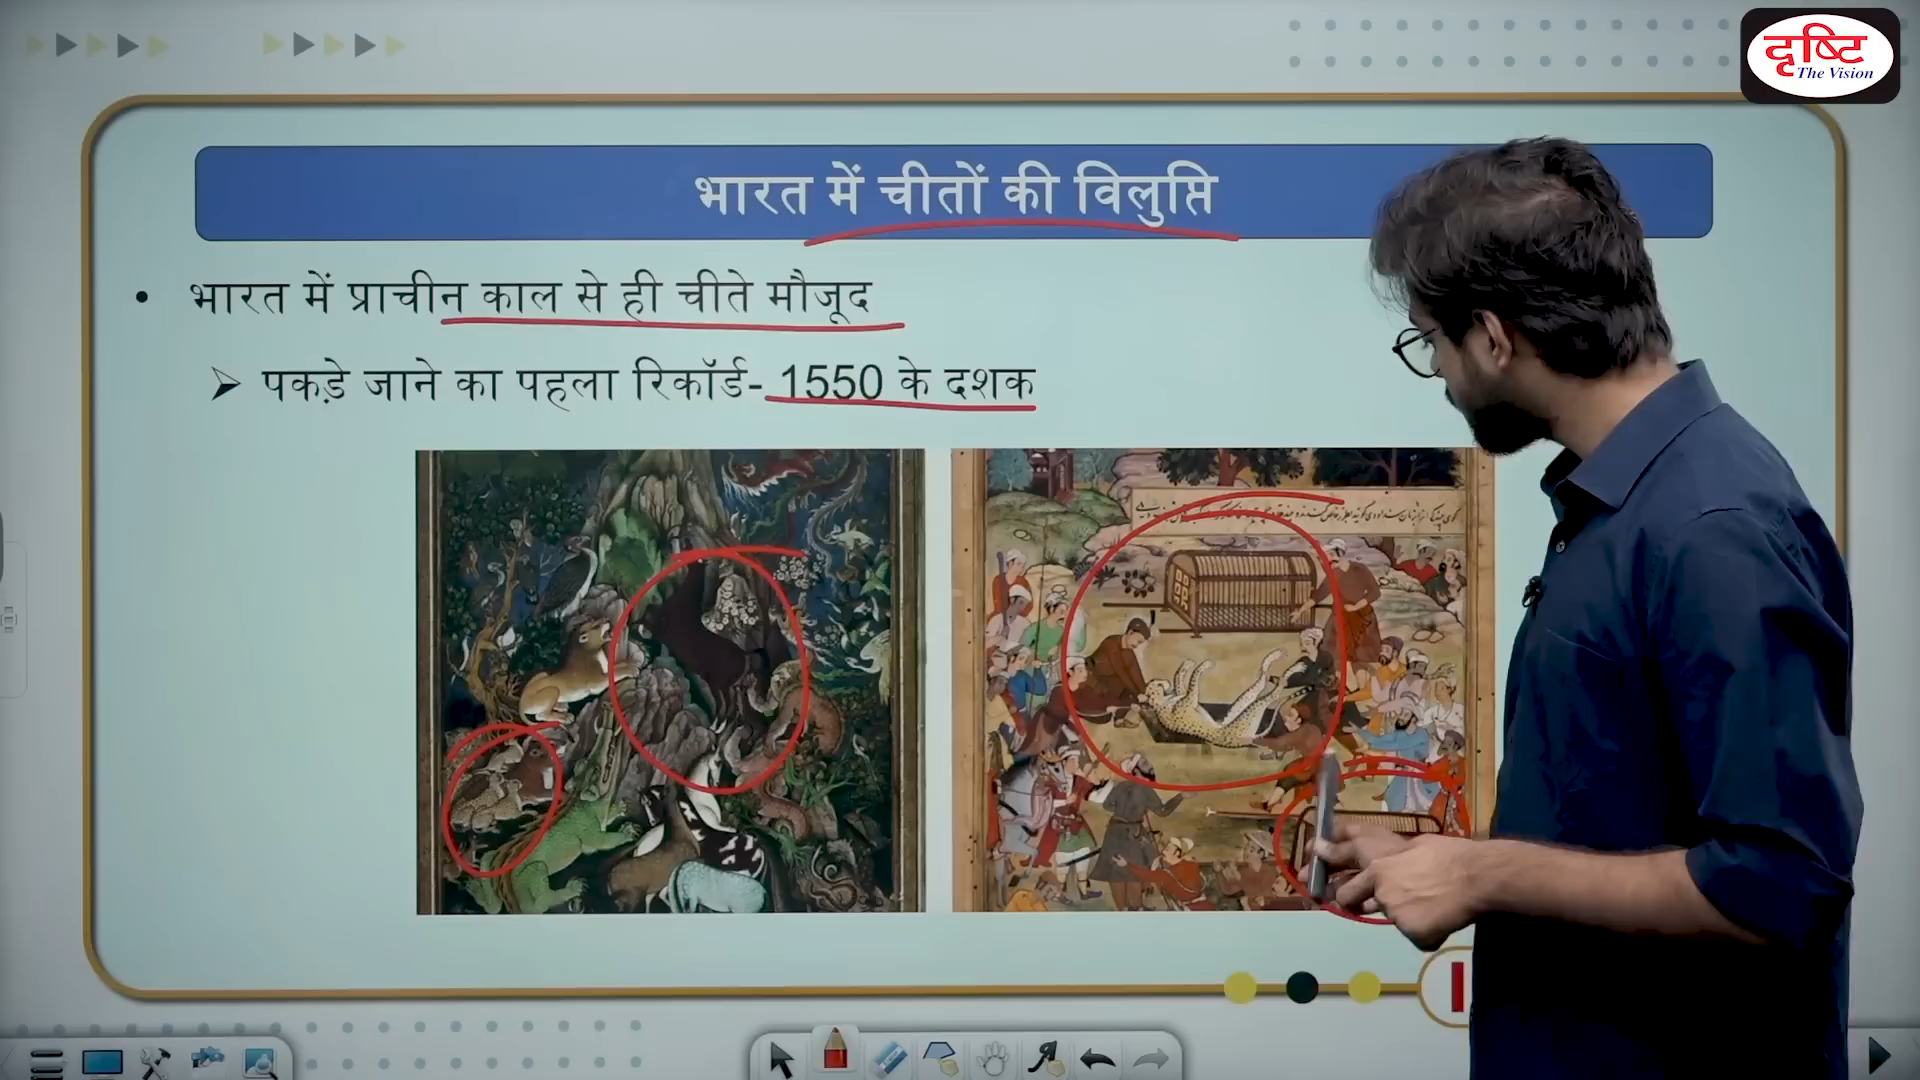 दृष्टि
The Vision
भारत में चीतों की विलुप्ति
• भारत में प्राचीन काल से ही चीते मौजूद
➢ पकड़े जाने का पहला रिकॉर्ड- 1550 के दशक